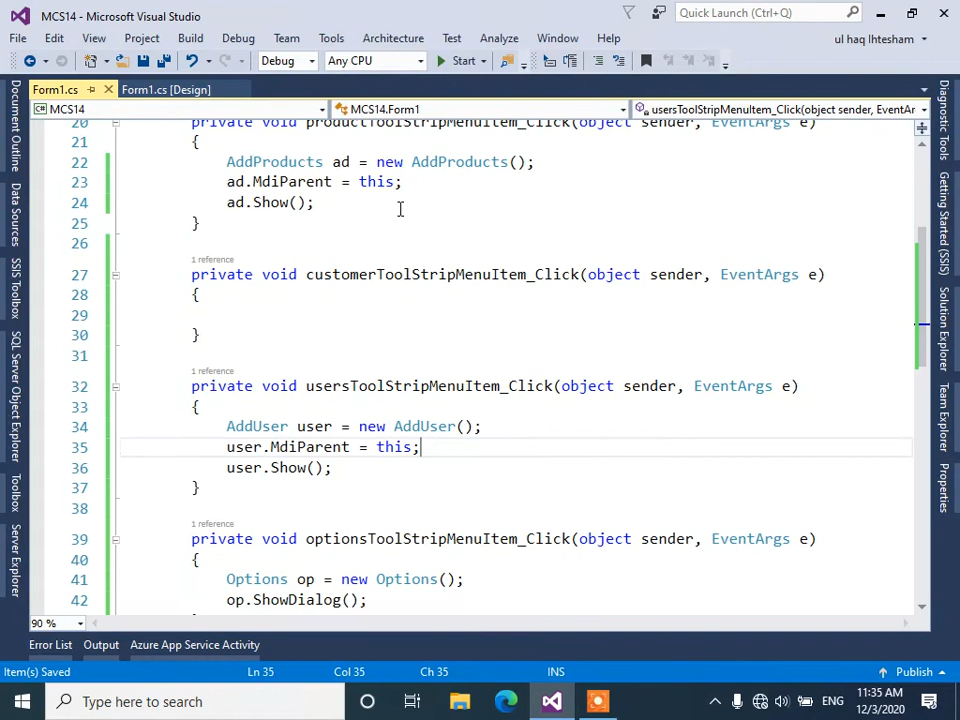 MCS14 - Microsoft Visual Studio
Quick Launch (Ctrl+Q)
File Edit View Project Build Debug Team Tools Architecture Test Analyze Window Help
ul haq Ihtesham
Debug Any CPU Start
Form1.cs Form1.cs [Design]
MCS14 MCS14.Form1 usersToolStripMenuItem_Click(object sender, EventAr
20 private void productToolStripMenuItem_Click(object sender, EventArgs e)
21 {
22 AddProducts ad = new AddProducts();
23 ad.MdiParent = this;
24 ad.Show();
25 }
26
1 reference
27 private void customerToolStripMenuItem_Click(object sender, EventArgs e)
28 {
29
30 }
31
1 reference
32 private void usersToolStripMenuItem_Click(object sender, EventArgs e)
33 {
34 AddUser user = new AddUser();
35 user.MdiParent = this;
36 user.Show();
37 }
38
1 reference
39 private void optionsToolStripMenuItem_Click(object sender, EventArgs e)
40 {
41 Options op = new Options();
42 op.ShowDialog();
90 %
Document Outline
Data Sources
SSIS Toolbox
SQL Server Object Explorer
Toolbox
Server Explorer
Diagnostic Tools
Getting Started (SSIS)
Solution Explorer
Team Explorer
Properties
Error List Output Azure App Service Activity
Item(s) Saved Ln 35 Col 35 Ch 35 INS Publish
Type here to search
ENG
11:35 AM
12/3/2020